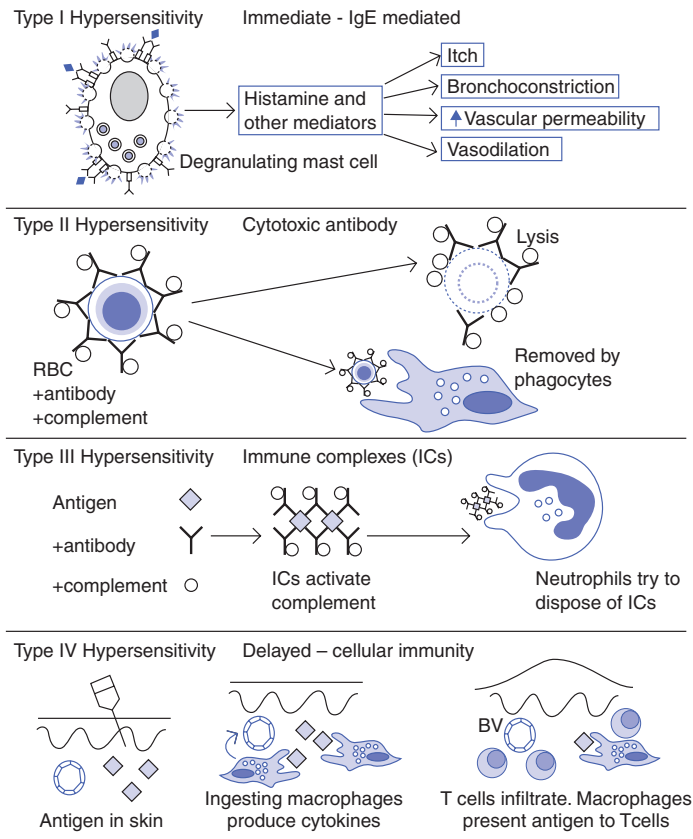 Type I Hypersensitivity
Immediate - IgE mediated
Itch
Bronchoconstriction
Histamine and
other mediators
Vascular permeability
Vasodilation
Degranulating mast cell
Type II Hypersensitivity
Cytotoxic antibody
Lysis
RBC
+antibody
+complement
Removed by
phagocytes
Type III Hypersensitivity
Immune complexes (ICs)
Antigen
+antibody
+complement
ICs activate
complement
Neutrophils try to
dispose of ICs
Type IV Hypersensitivity
Delayed – cellular immunity
BV
Antigen in skin
Ingesting macrophages
produce cytokines
T cells infiltrate. Macrophages
present antigen to Tcells